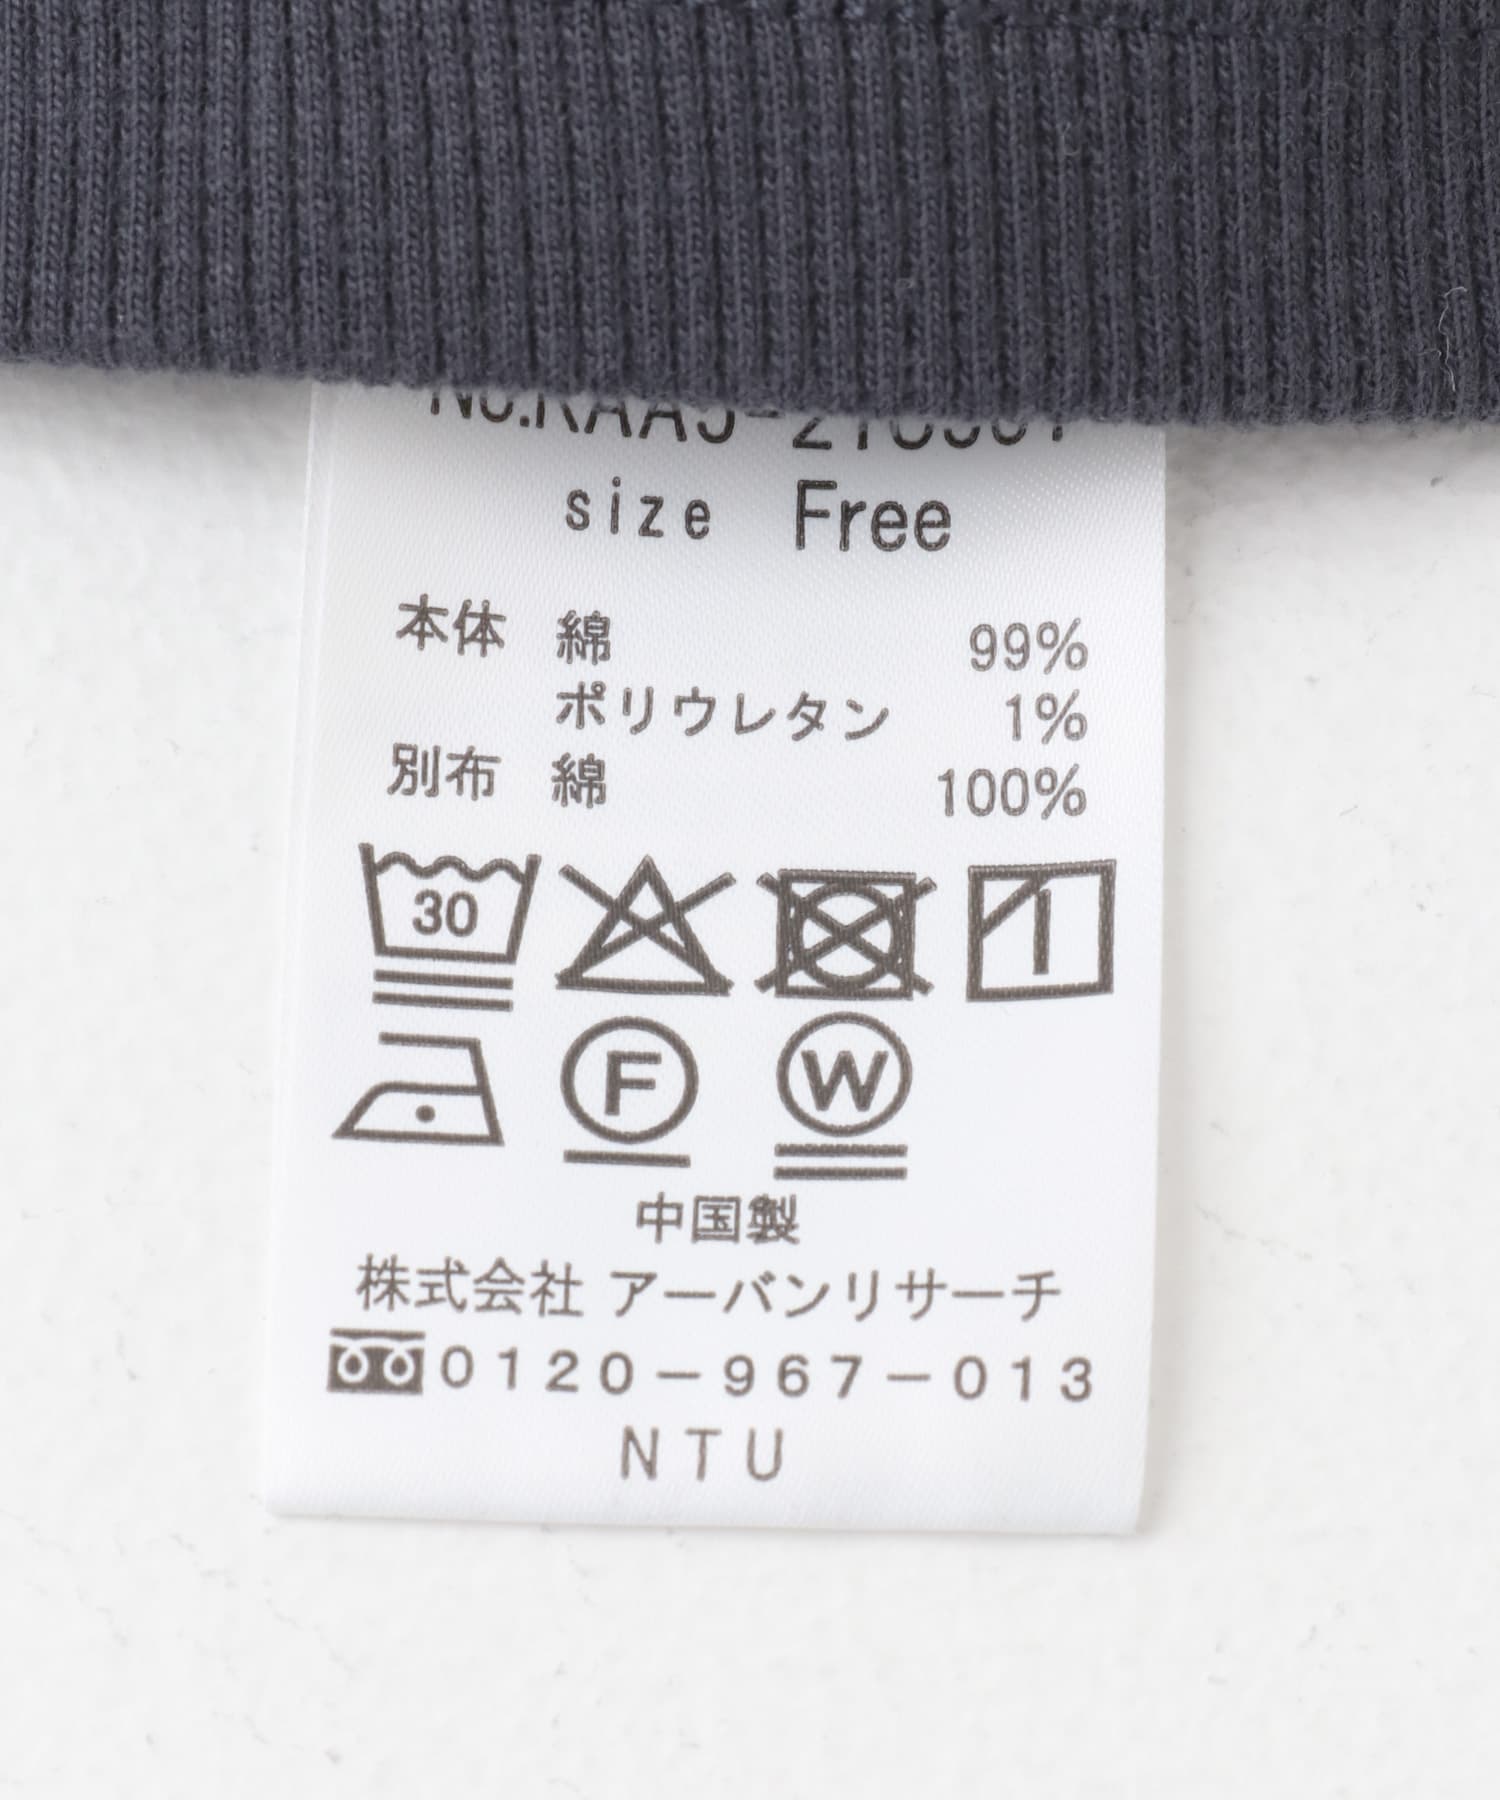 size Free
本体 綿 99%
ポリウレタン 1%
別布 綿 100%
30
F W
中国製
株式会社 アーバンリサーチ
0120-967-013
NTU